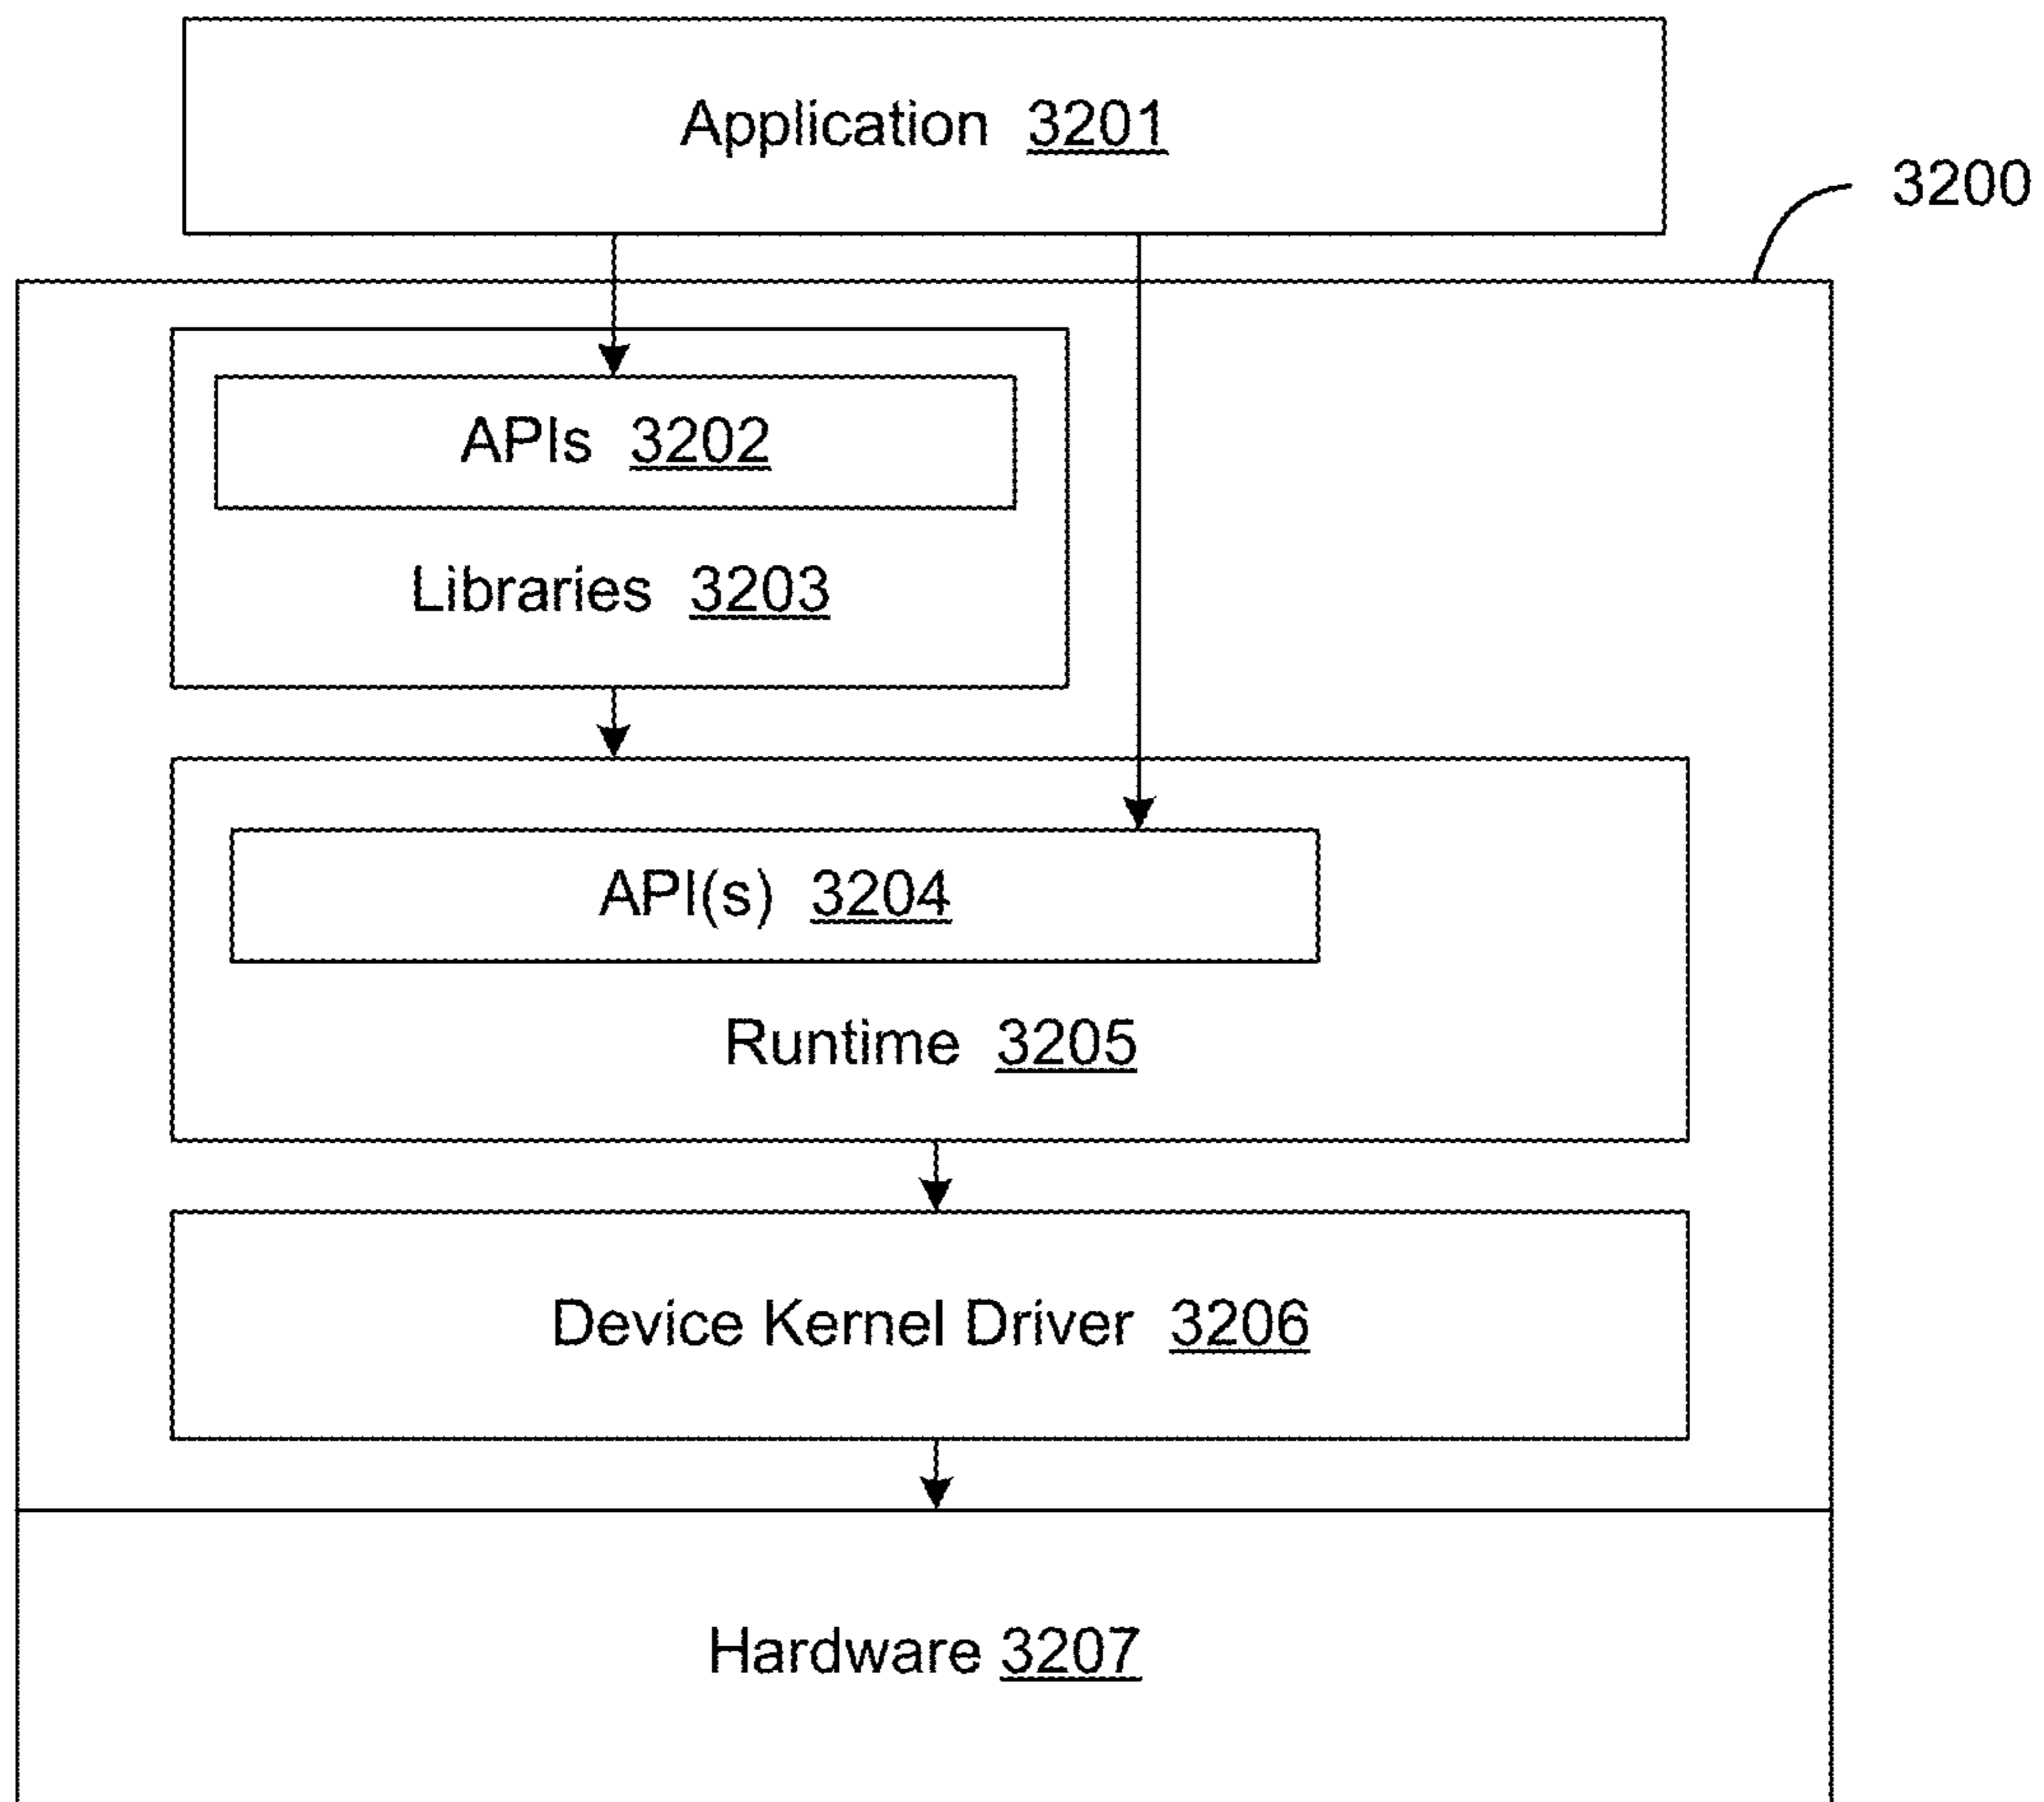 Application 3201
3200
APIs 3202
Libraries 3203
API(s) 3204
Runtime 3205
Device Kernel Driver 3206
Hardware 3207